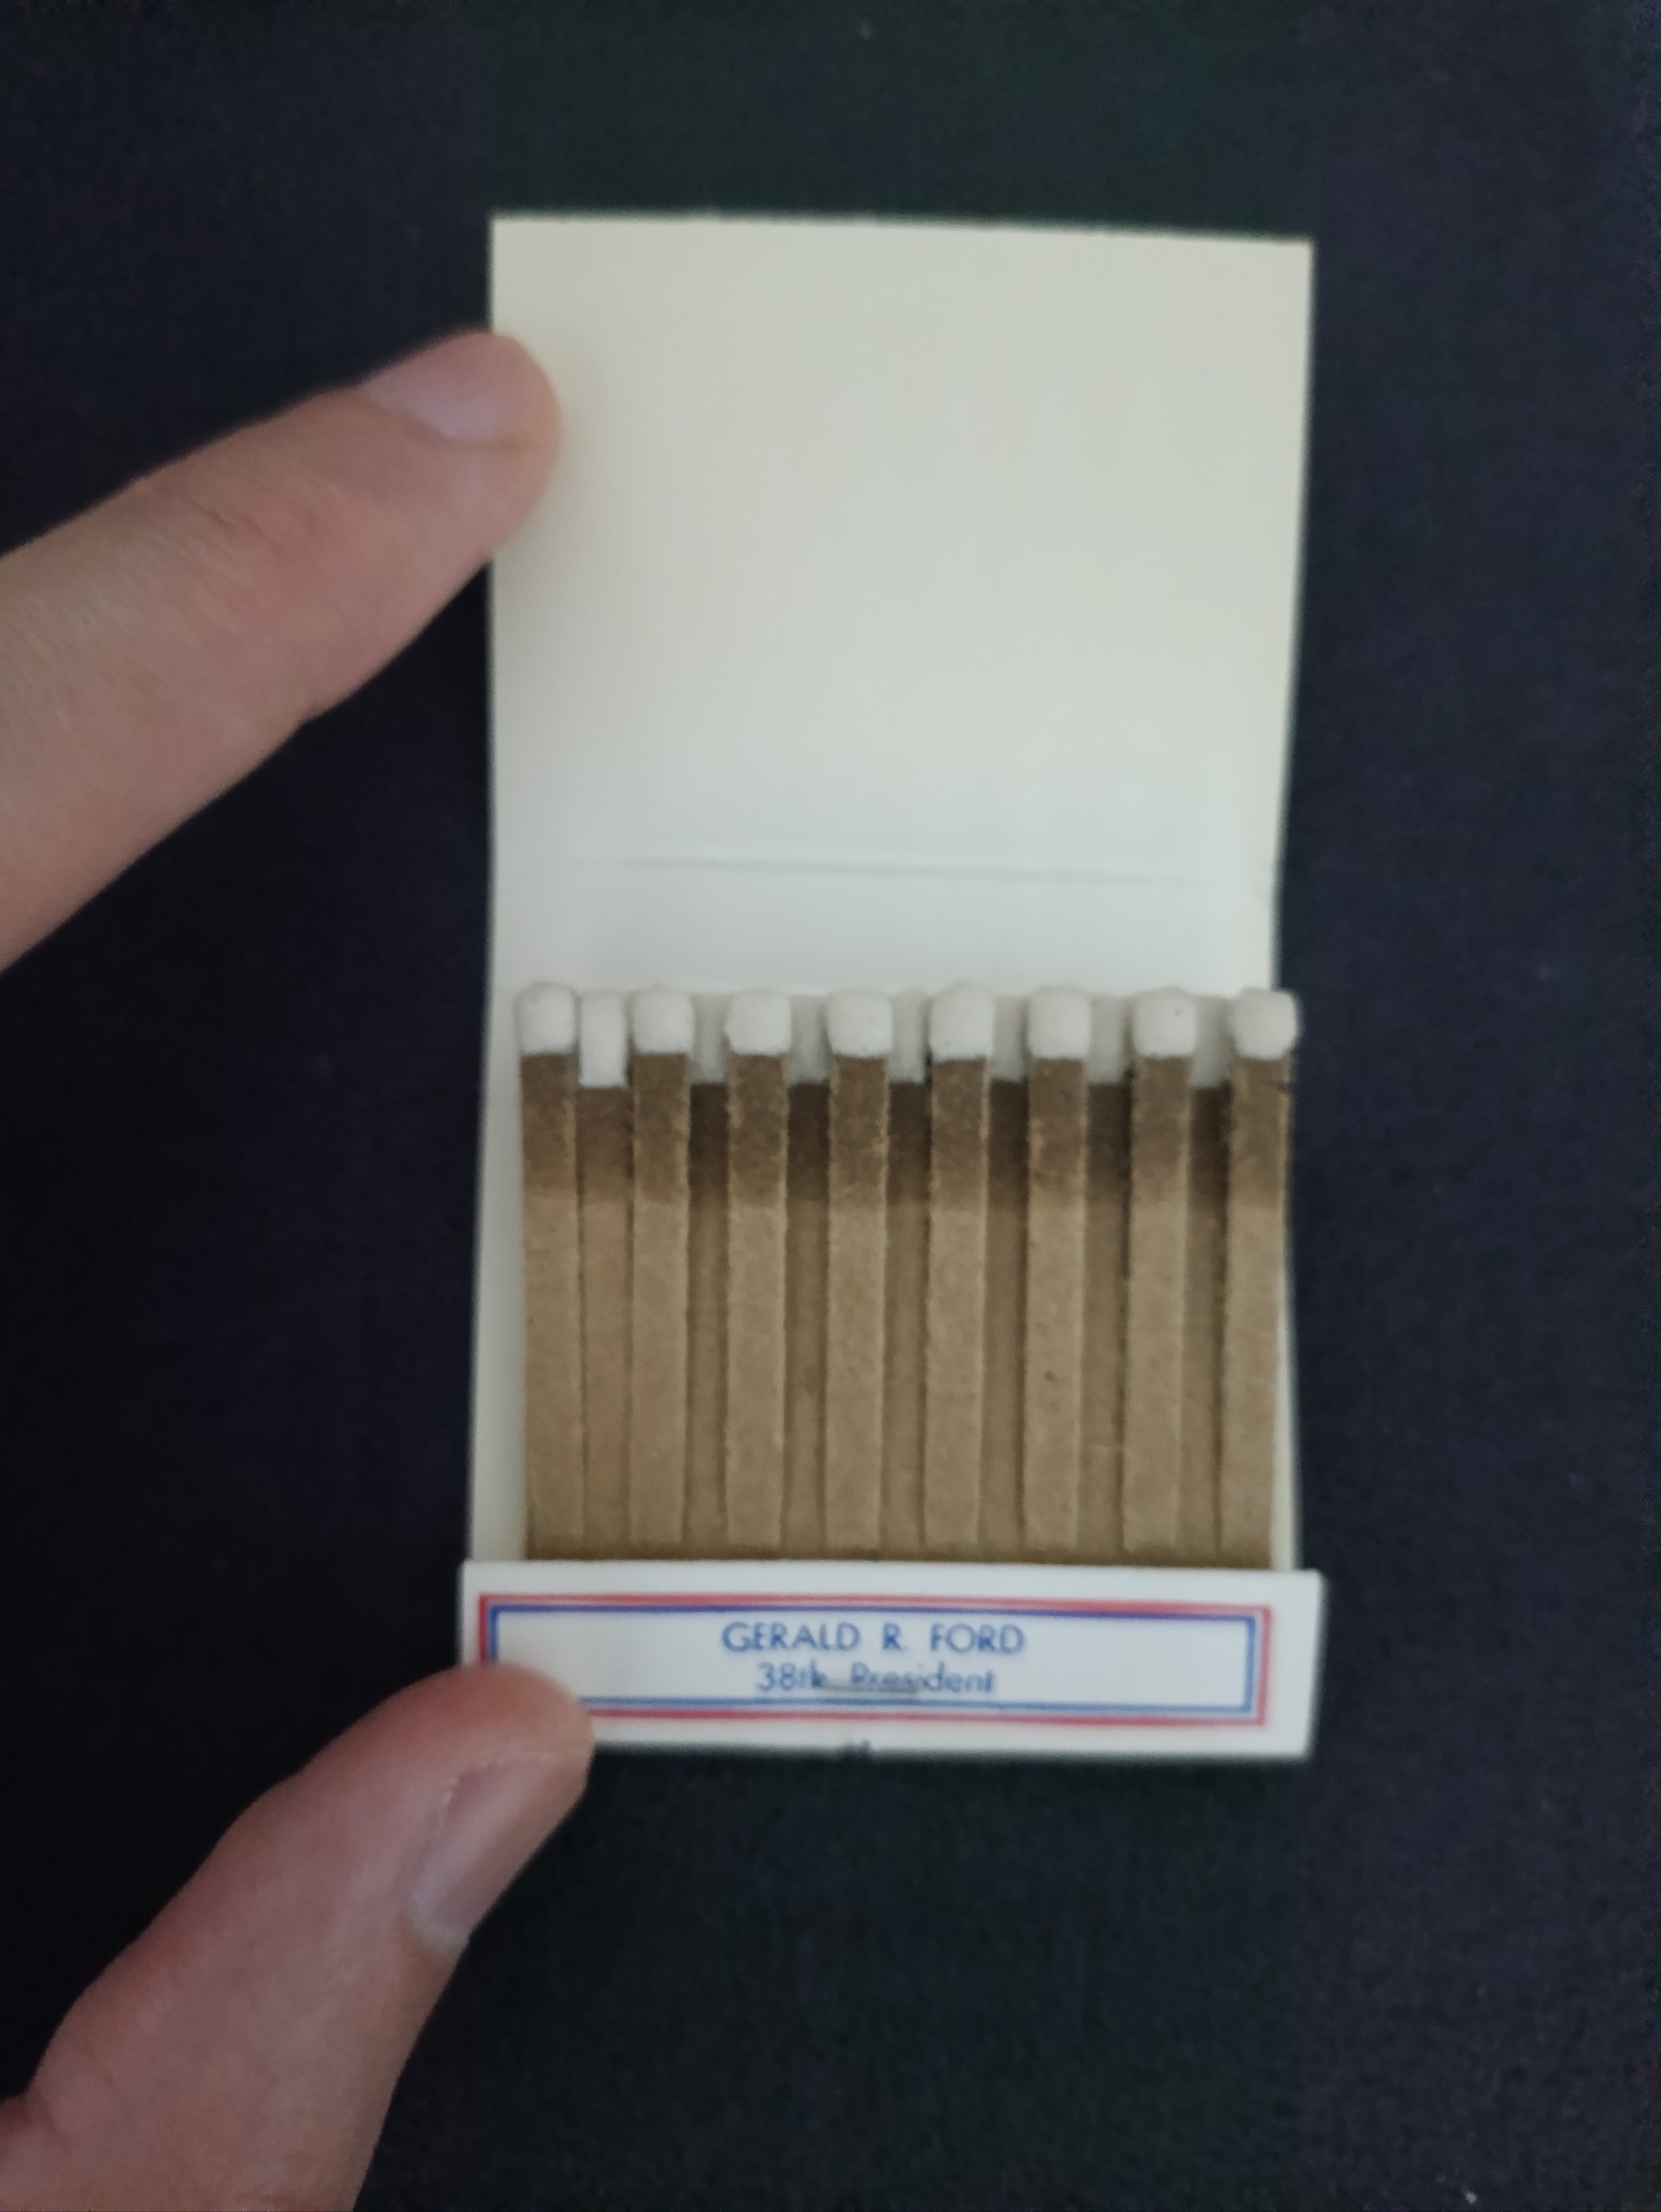 GERALD R. FORD
38th President